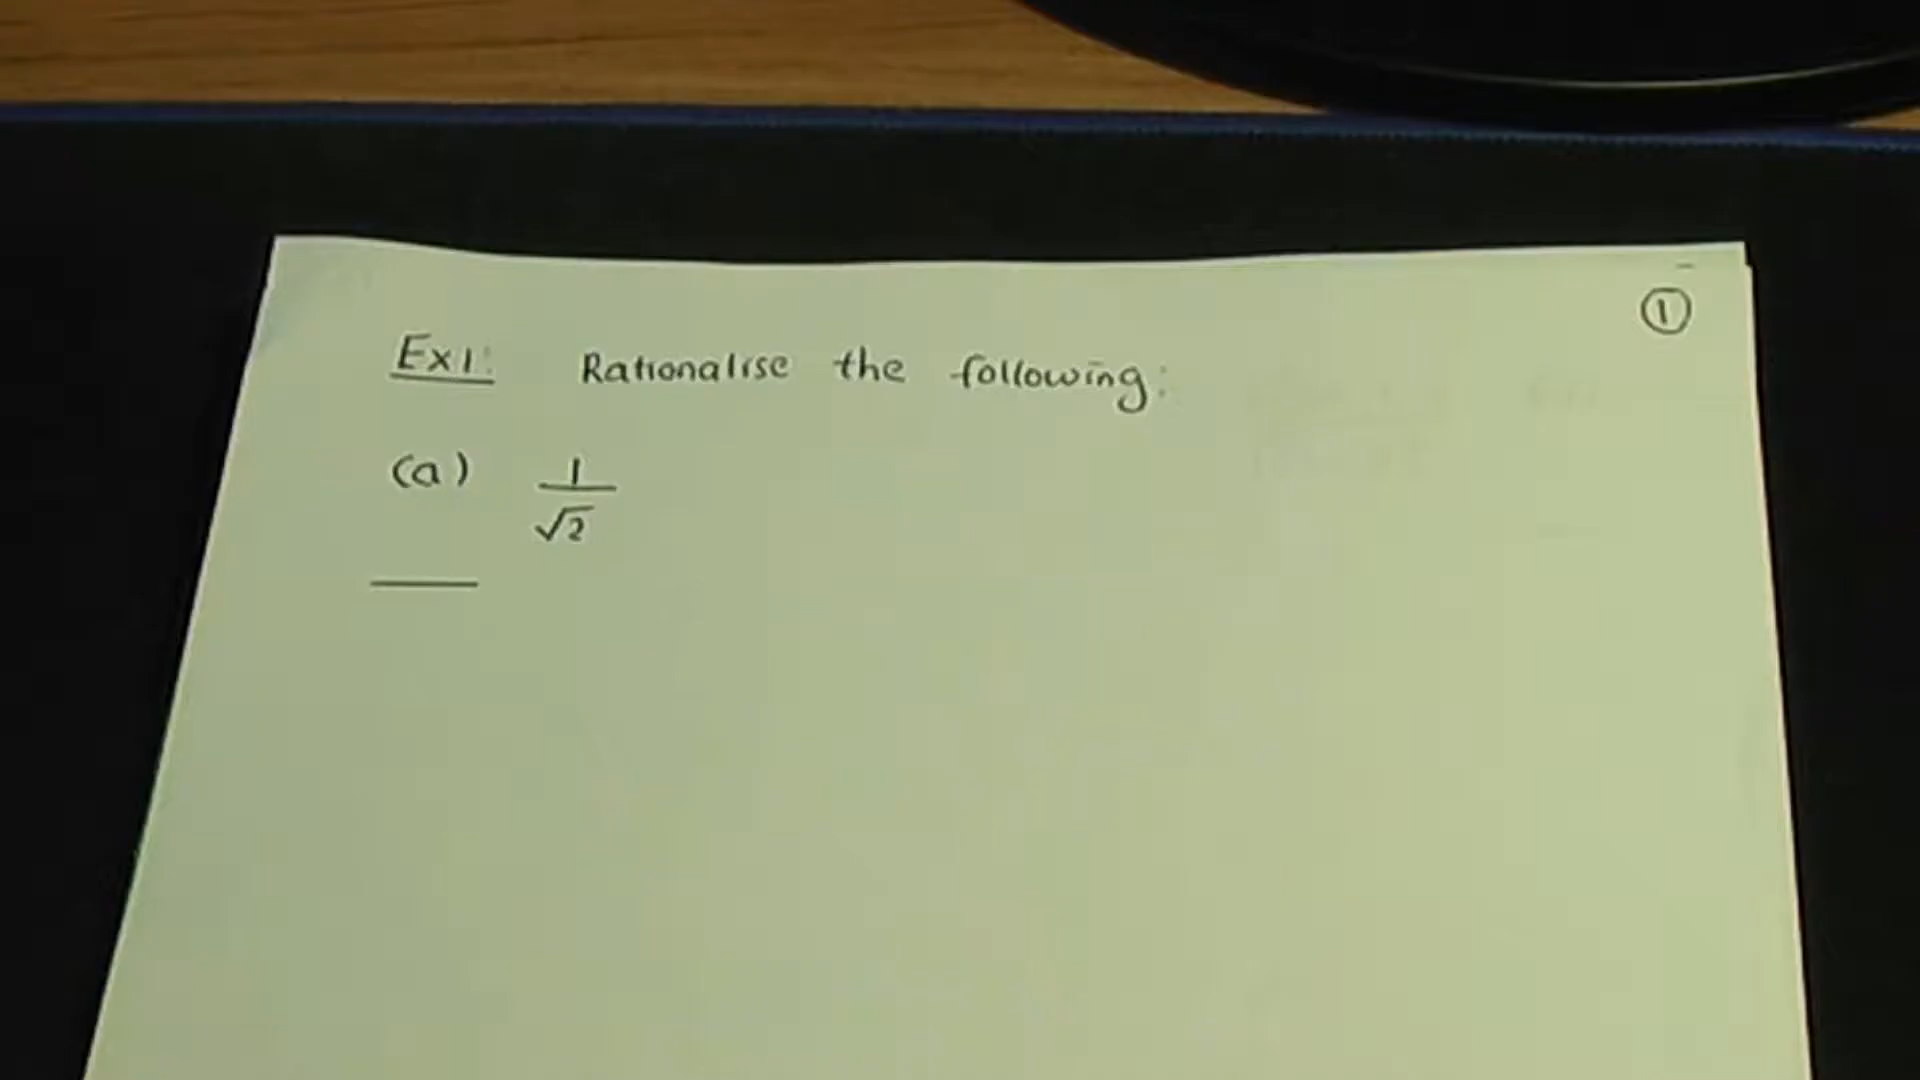 ①
Ex1: Rationalise the following:
(a) 1/√2